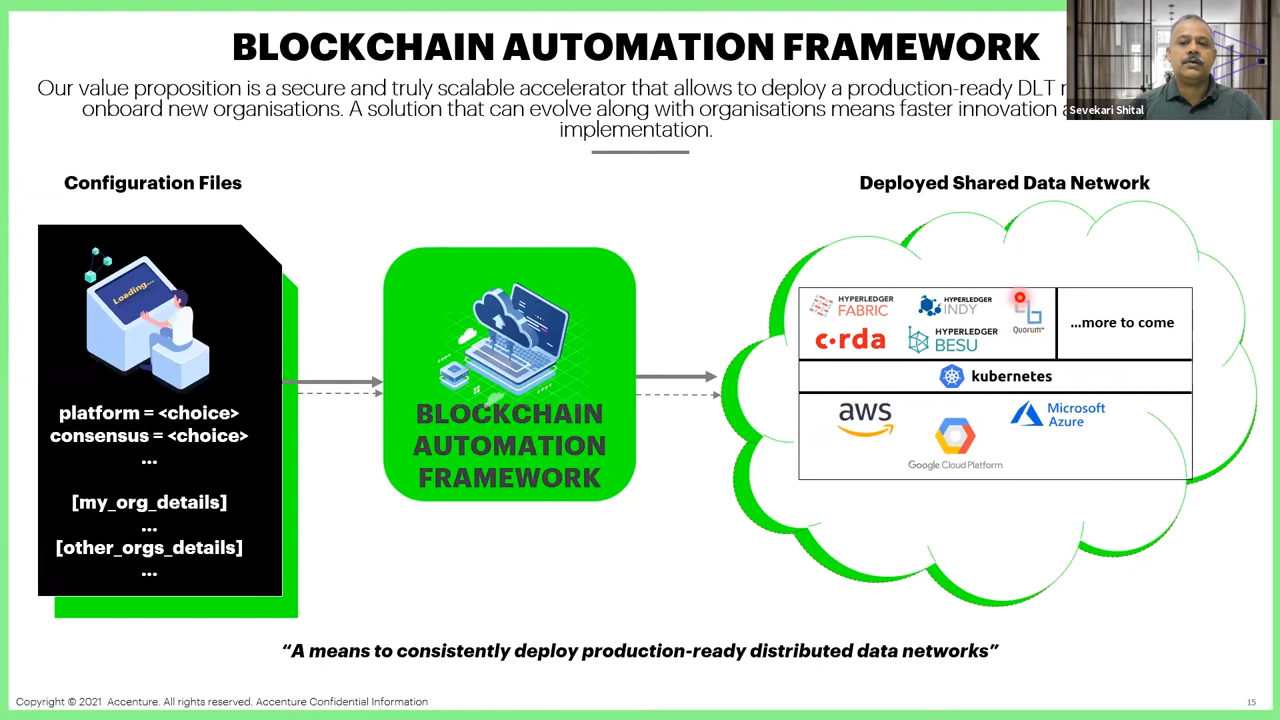 BLOCKCHAIN AUTOMATION FRAMEWORK
Our value proposition is a secure and truly scalable accelerator that allows to deploy a production-ready DLT
onboard new organisations. A solution that can evolve along with organisations means faster innovation
implementation.
Sevekari Shital
Configuration Files
Deployed Shared Data Network
Loading...
platform = <choice>
consensus = <choice>
...
[my_org_details]
...
[other_orgs_details]
...
BLOCKCHAIN
AUTOMATION
FRAMEWORK
HYPERLEDGER
FABRIC
HYPERLEDGER
INDY
Quorum™
c·rda
HYPERLEDGER
BESU
...more to come
kubernetes
aws
Google Cloud Platform
Microsoft
Azure
“A means to consistently deploy production-ready distributed data networks”
Copyright © 2021 Accenture. All rights reserved. Accenture Confidential Information
15